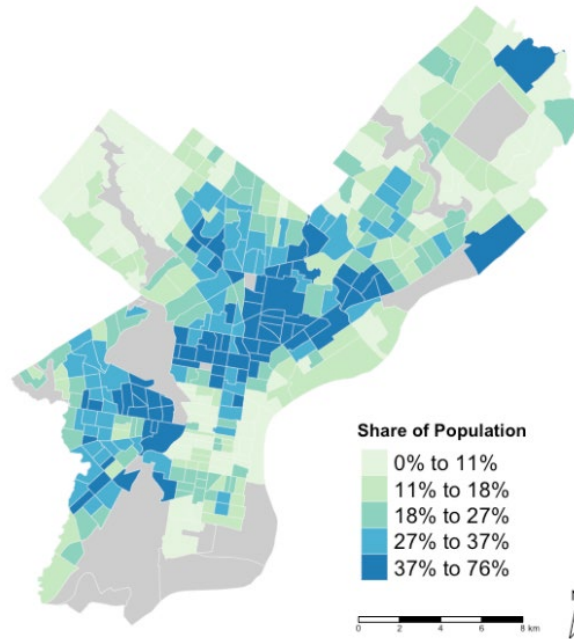 Share of Population
0% to 11%
11% to 18%
18% to 27%
27% to 37%
37% to 76%
N
0 2 4 6 8 km